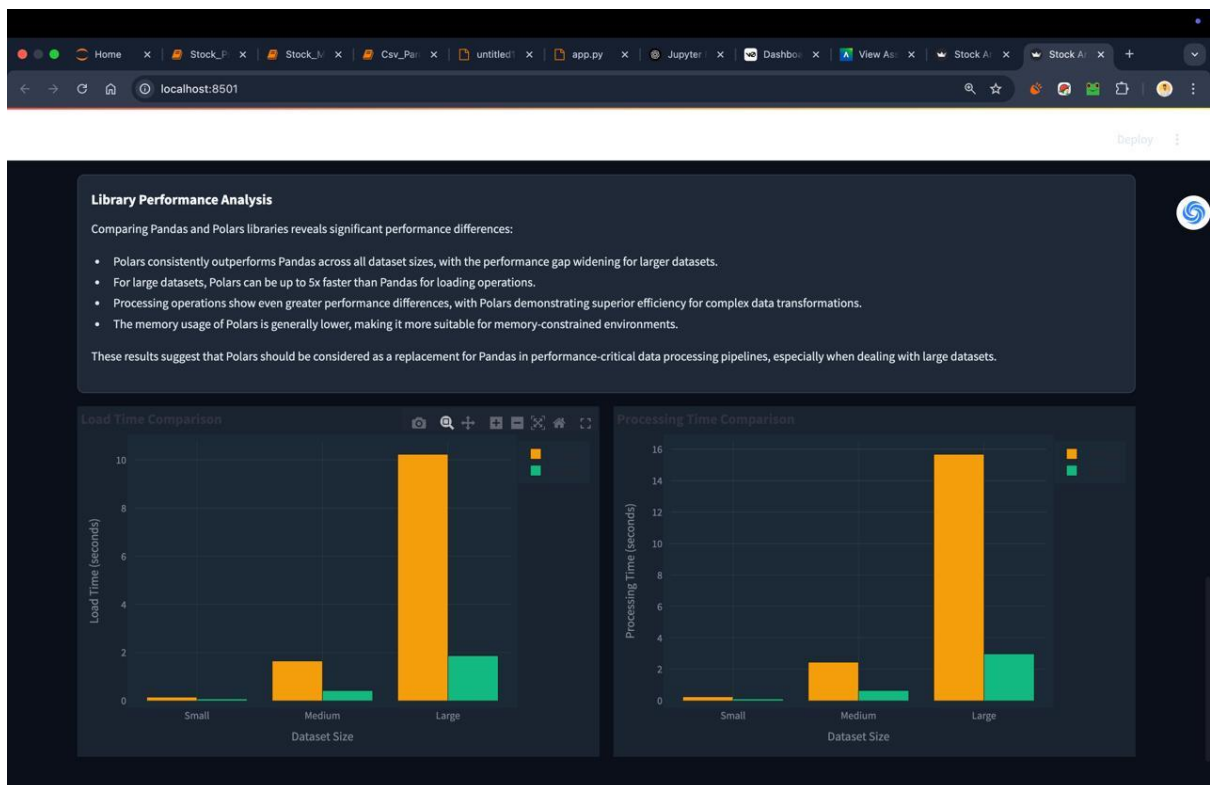 Home
Stock_P
Stock_M
Csv_Par
untitled1
app.py
Jupyter
Dashboa
View Ass
Stock A
Stock Ar
localhost:8501
Deploy
Library Performance Analysis
Comparing Pandas and Polars libraries reveals significant performance differences:
• Polars consistently outperforms Pandas across all dataset sizes, with the performance gap widening for larger datasets.
• For large datasets, Polars can be up to 5x faster than Pandas for loading operations.
• Processing operations show even greater performance differences, with Polars demonstrating superior efficiency for complex data transformations.
• The memory usage of Polars is generally lower, making it more suitable for memory-constrained environments.
These results suggest that Polars should be considered as a replacement for Pandas in performance-critical data processing pipelines, especially when dealing with large datasets.
Load Time Comparison
10
8
6
4
2
0
Load Time (seconds)
Small
Medium
Large
Dataset Size
Processing Time Comparison
16
14
12
10
8
6
4
2
0
Processing Time (seconds)
Small
Medium
Large
Dataset Size